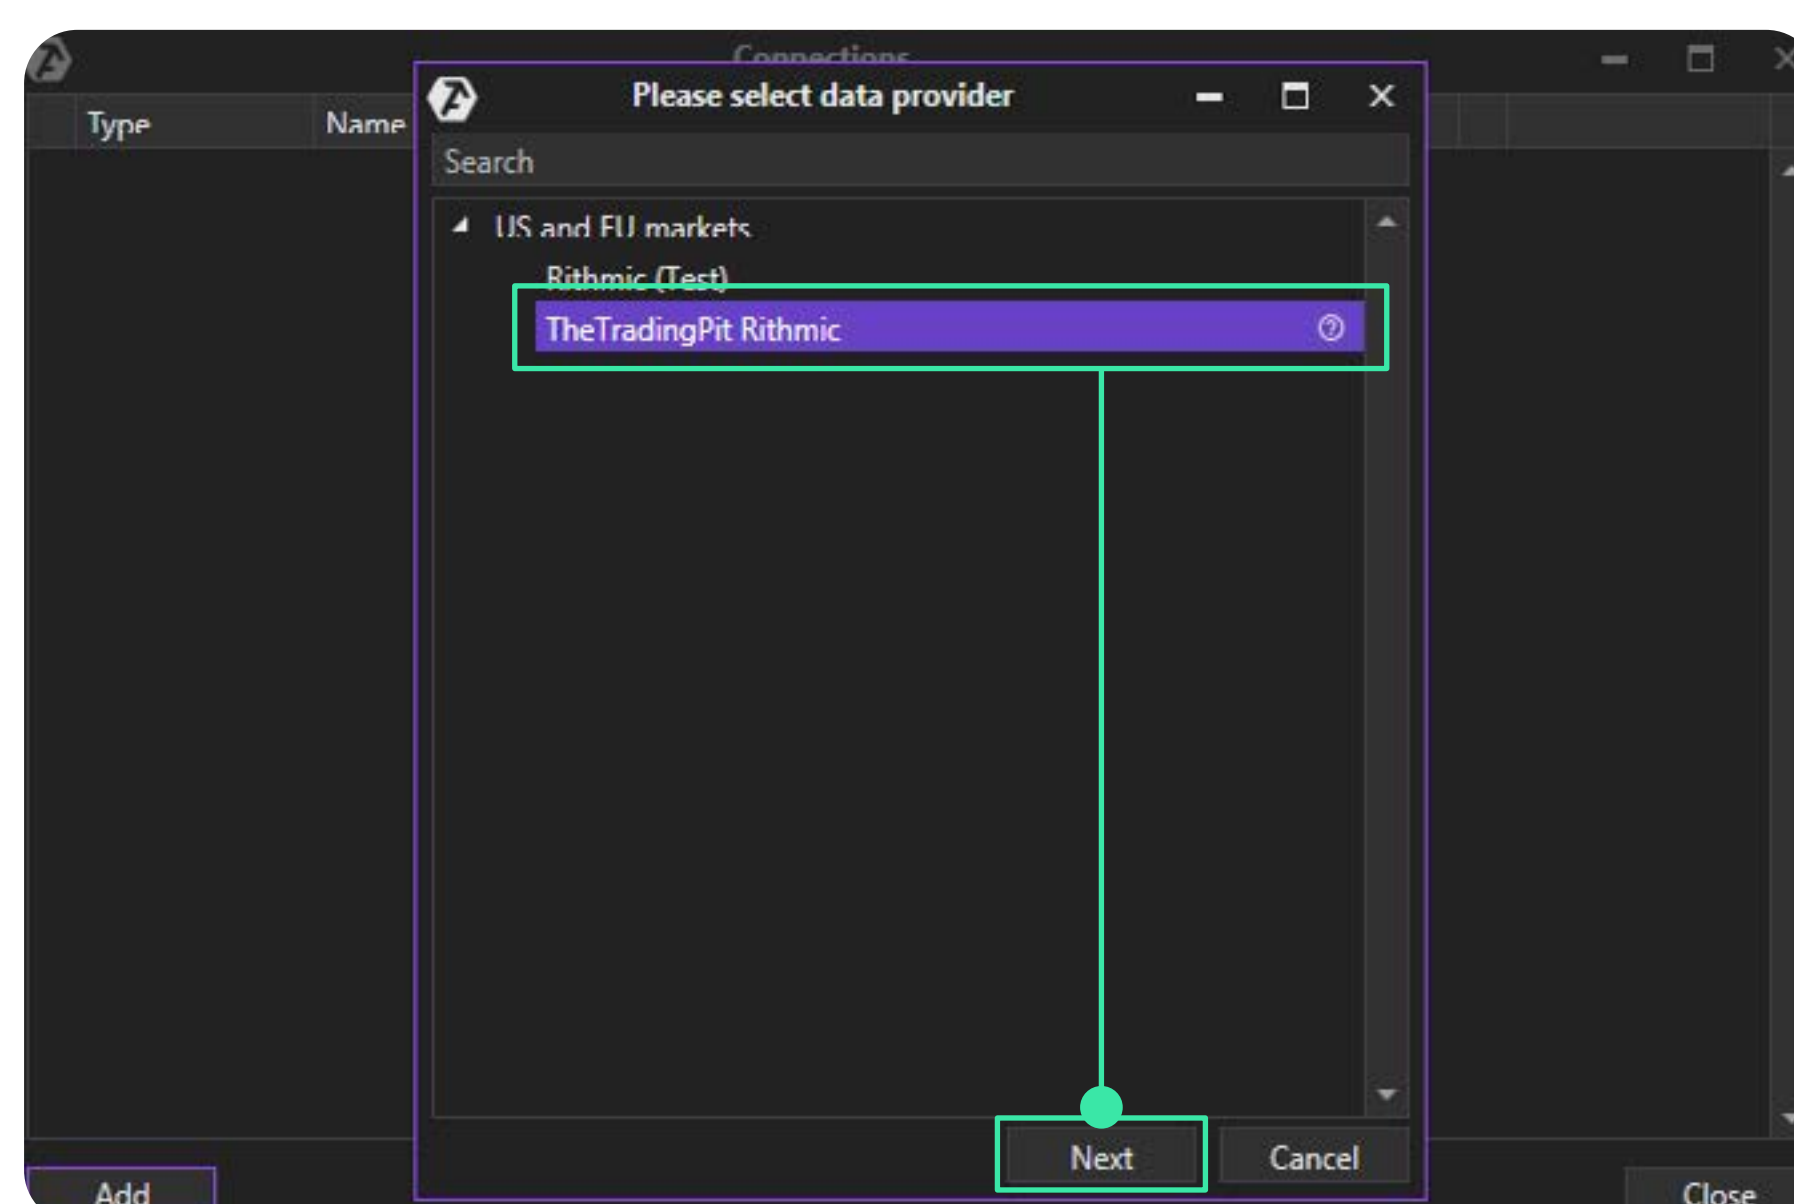 Connections
Please select data provider
Type
Name
Search
US and EU markets
Rithmic (Test)
TheTradingPit Rithmic
Next
Cancel
Add
Close